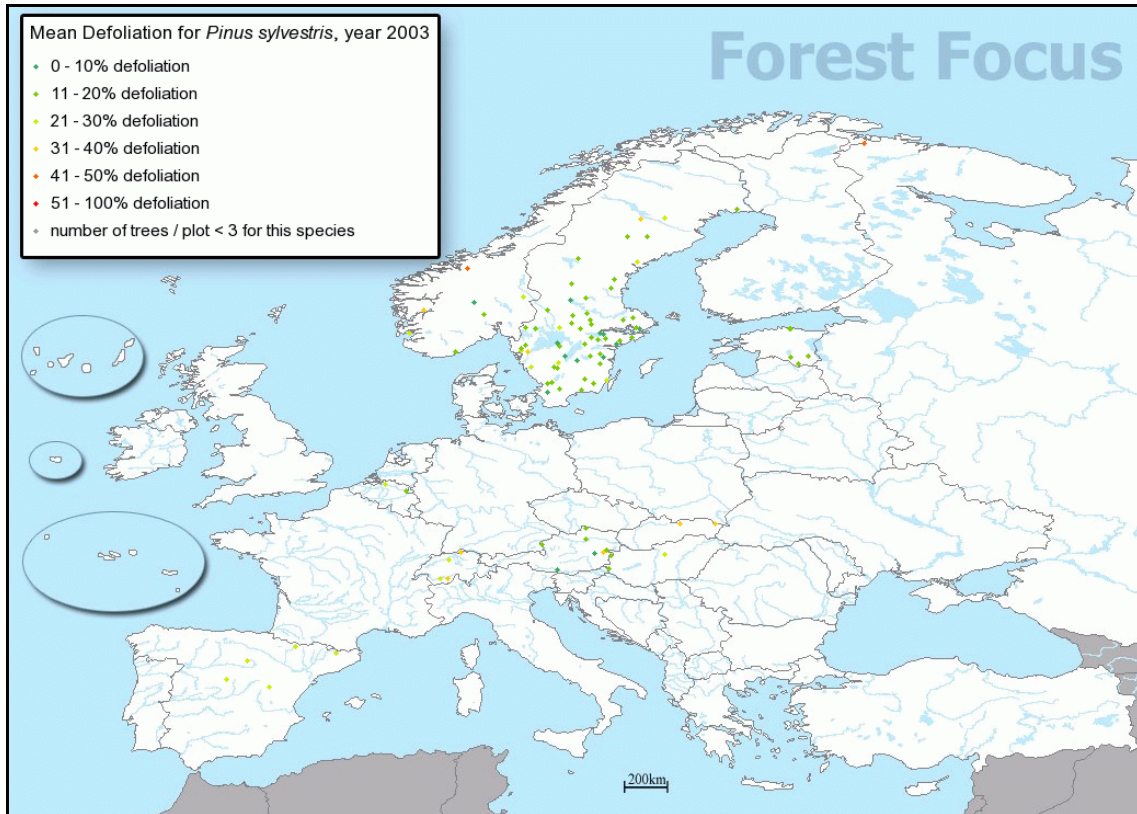 Mean Defoliation for Pinus sylvestris, year 2003
0 - 10% defoliation
11 - 20% defoliation
21 - 30% defoliation
31 - 40% defoliation
41 - 50% defoliation
51 - 100% defoliation
number of trees / plot < 3 for this species
Forest Focus
200km